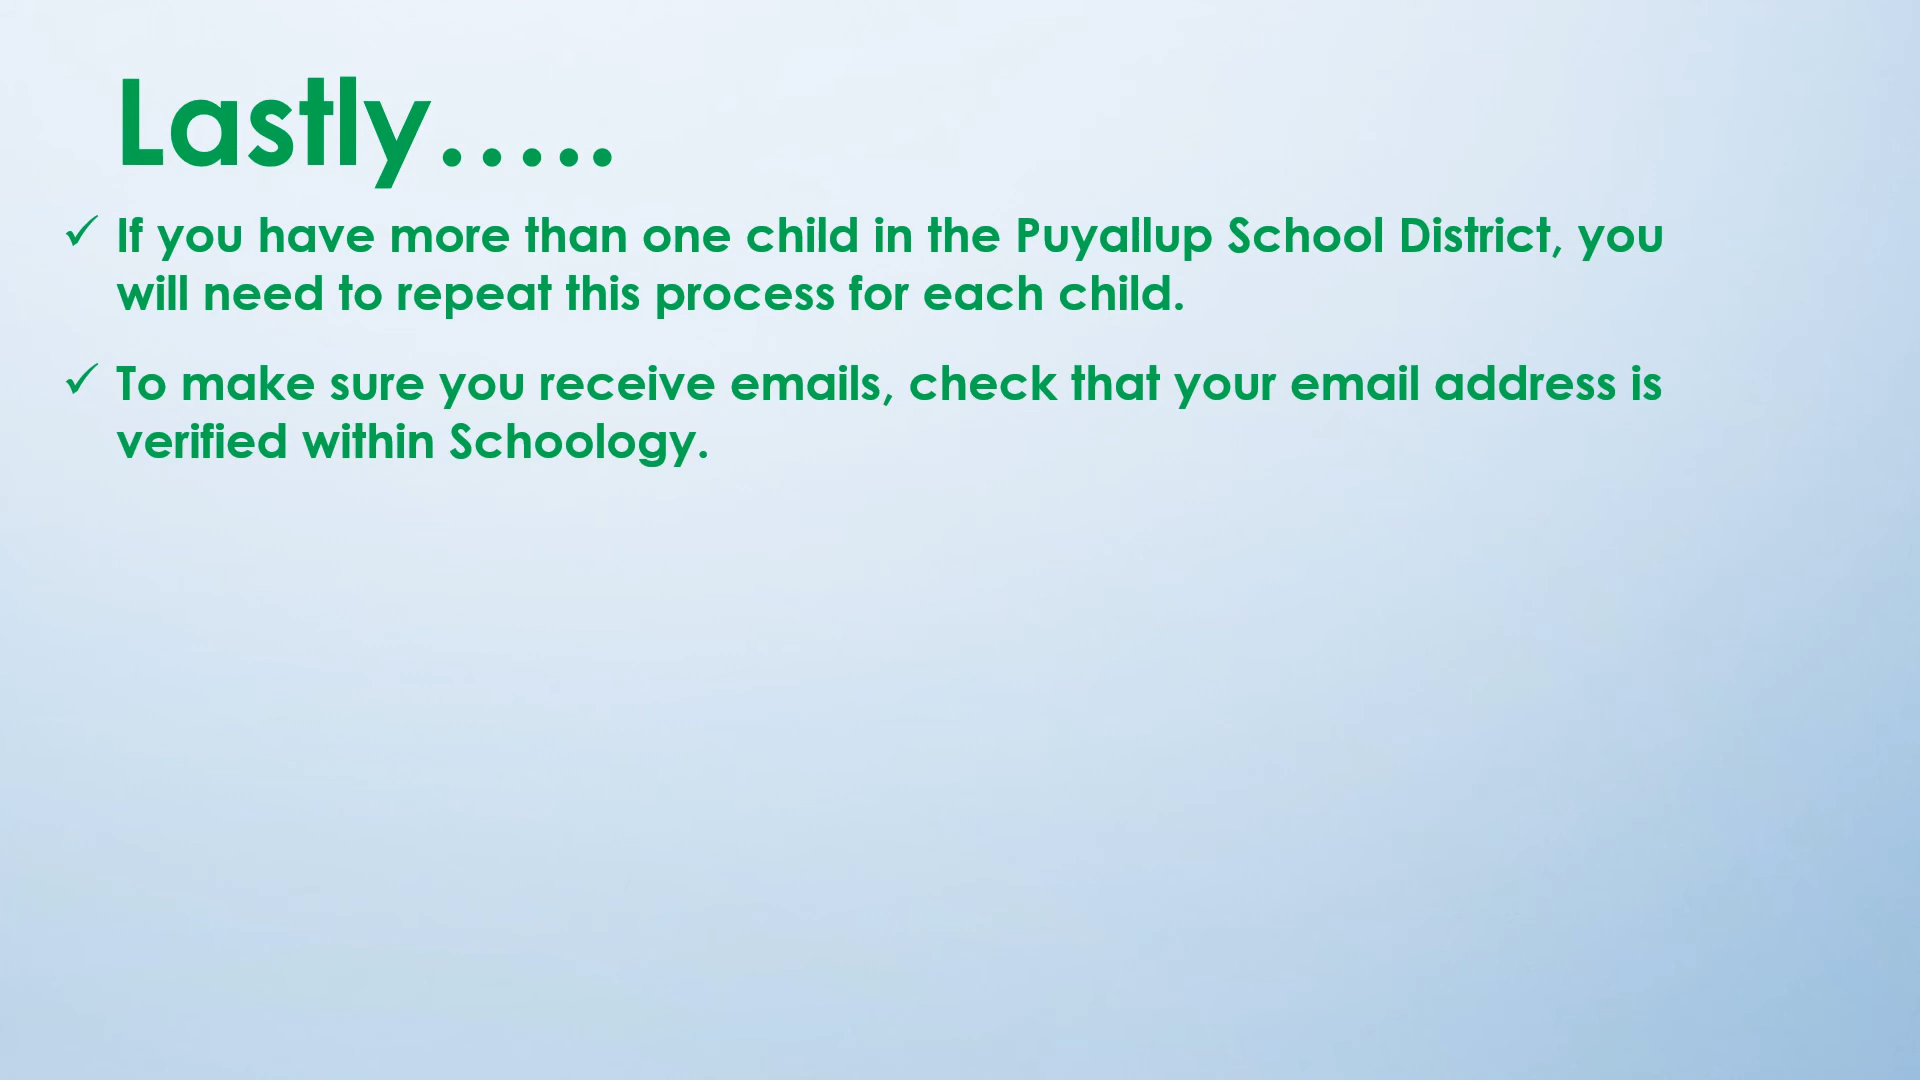 Lastly…..
✓ If you have more than one child in the Puyallup School District, you
will need to repeat this process for each child.
✓ To make sure you receive emails, check that your email address is
verified within Schoology.